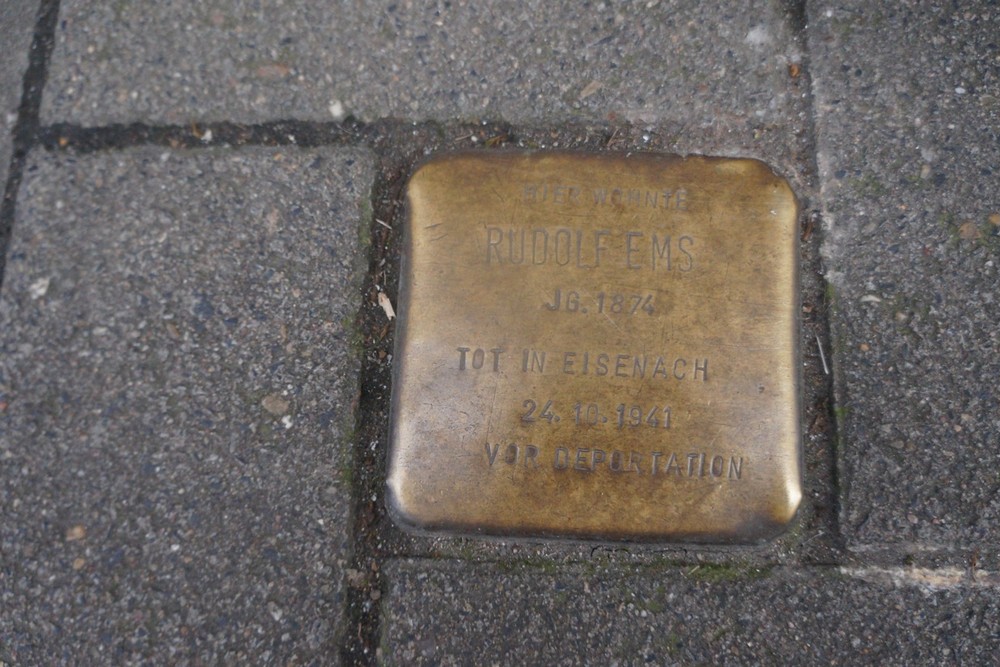 HIER WOHNTE
RUDOLF EMS
JG. 1874
TOT IN EISENACH
24.10.1941
VOR DEPORTATION